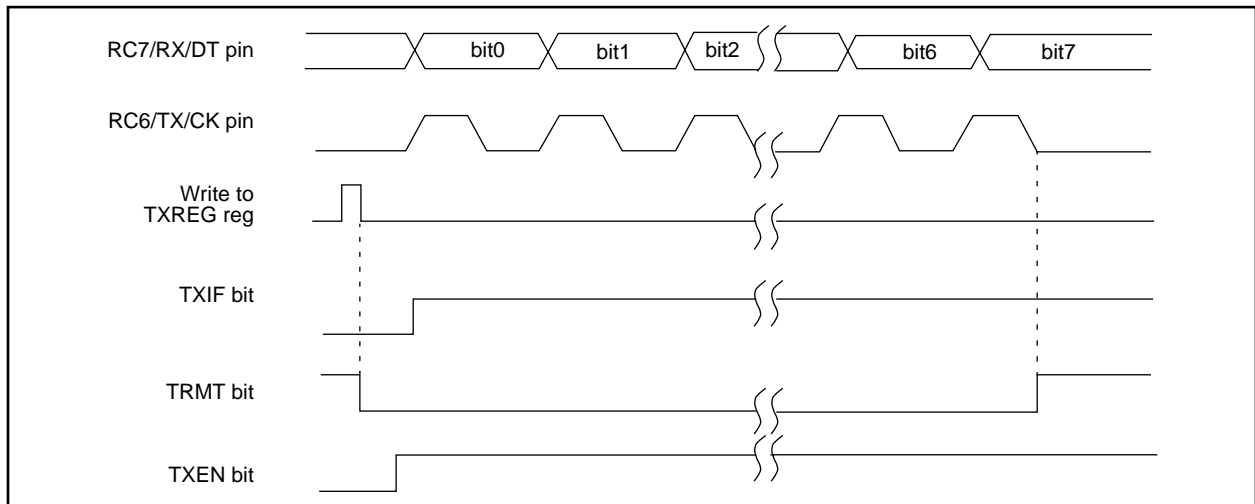 RC7/RX/DT pin
bit0
bit1
bit2
bit6
bit7
RC6/TX/CK pin
Write to
TXREG reg
TXIF bit
TRMT bit
TXEN bit